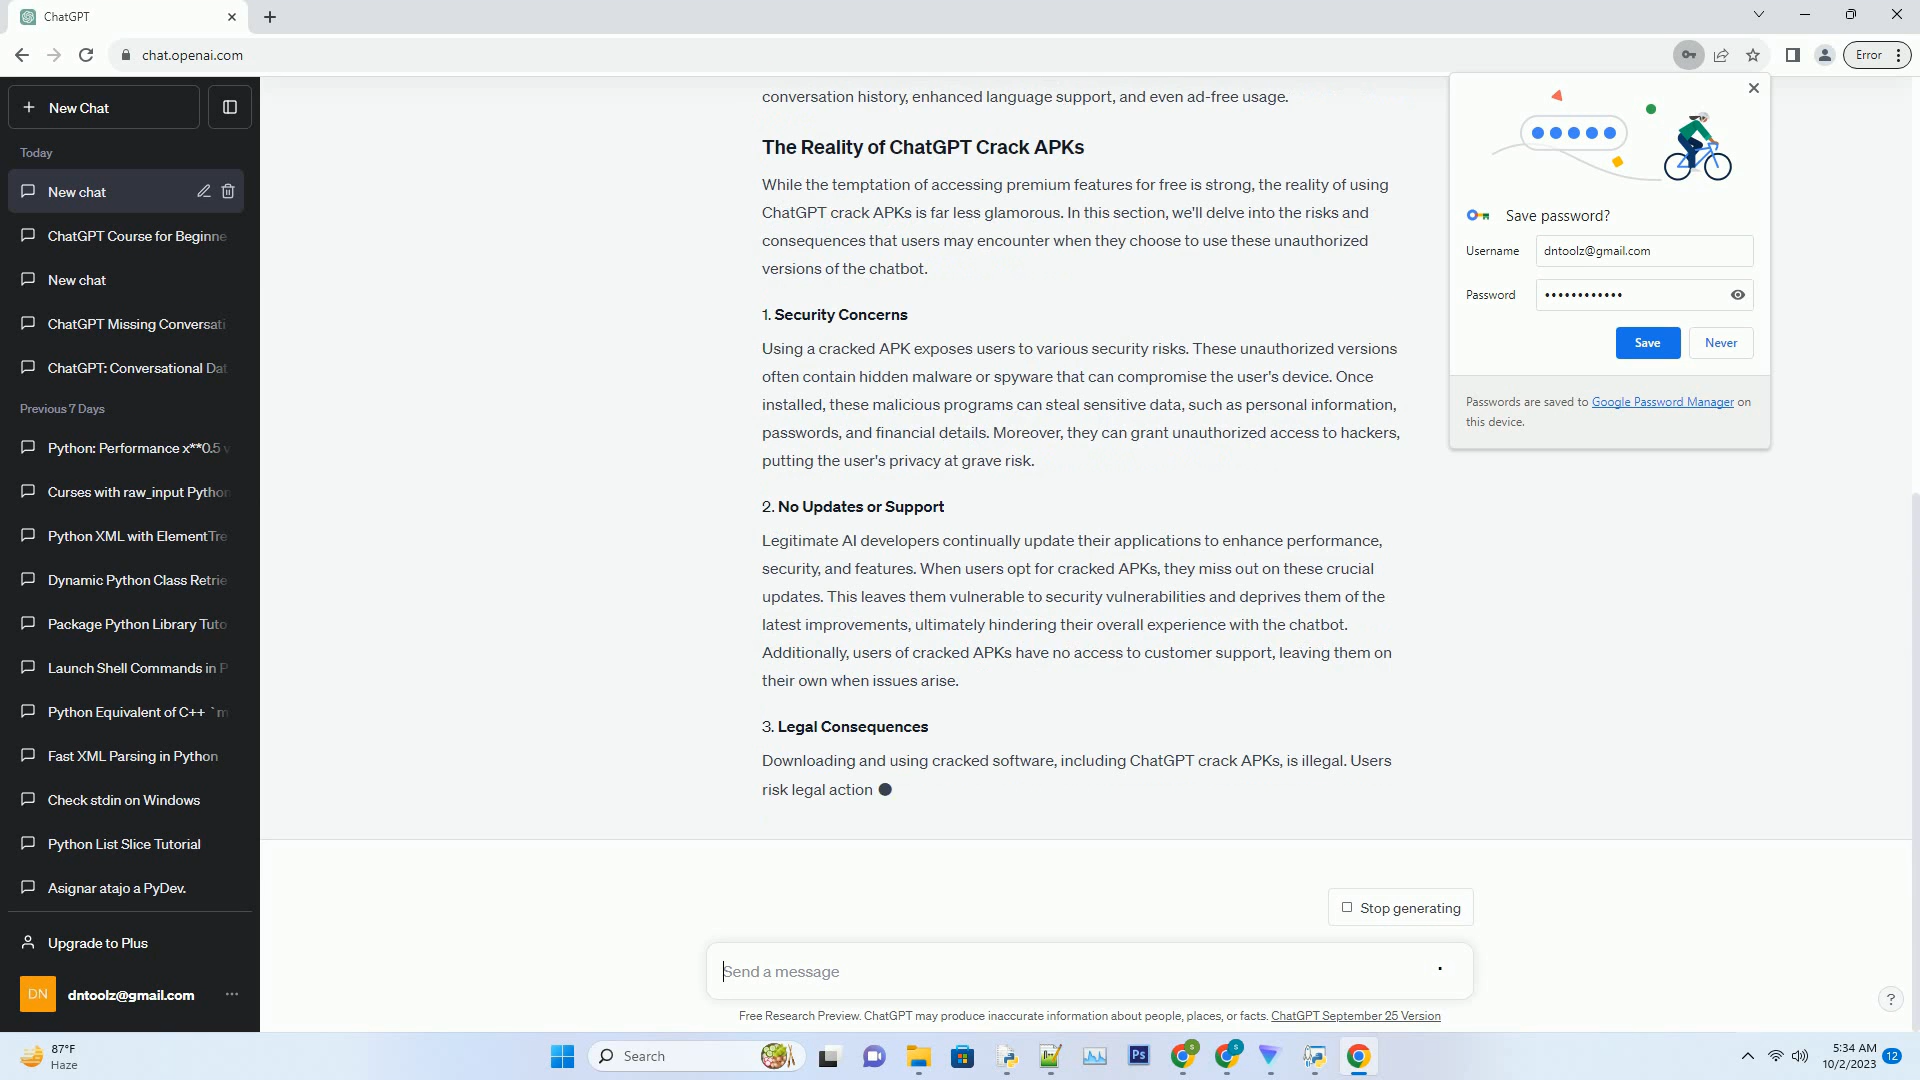 ChatGPT
chat.openai.com
Error
New Chat
Today
New chat
ChatGPT Course for Beginne
New chat
ChatGPT Missing Conversati
ChatGPT: Conversational Dat
Previous 7 Days
Python: Performance x**0.5 v
Curses with raw_input Python
Python XML with ElementTre
Dynamic Python Class Retrie
Package Python Library Tuto
Launch Shell Commands in P
Python Equivalent of C++ `m
Fast XML Parsing in Python
Check stdin on Windows
Python List Slice Tutorial
Asignar atajo a PyDev.
Upgrade to Plus
DN
dntoolz@gmail.com
conversation history, enhanced language support, and even ad-free usage.
The Reality of ChatGPT Crack APKs
While the temptation of accessing premium features for free is strong, the reality of using
ChatGPT crack APKs is far less glamorous. In this section, we'll delve into the risks and
consequences that users may encounter when they choose to use these unauthorized
versions of the chatbot.
1. Security Concerns
Using a cracked APK exposes users to various security risks. These unauthorized versions
often contain hidden malware or spyware that can compromise the user's device. Once
installed, these malicious programs can steal sensitive data, such as personal information,
passwords, and financial details. Moreover, they can grant unauthorized access to hackers,
putting the user's privacy at grave risk.
2. No Updates or Support
Legitimate AI developers continually update their applications to enhance performance,
security, and features. When users opt for cracked APKs, they miss out on these crucial
updates. This leaves them vulnerable to security vulnerabilities and deprives them of the
latest improvements, ultimately hindering their overall experience with the chatbot.
Additionally, users of cracked APKs have no access to customer support, leaving them on
their own when issues arise.
3. Legal Consequences
Downloading and using cracked software, including ChatGPT crack APKs, is illegal. Users
risk legal action
Stop generating
Send a message
Free Research Preview. ChatGPT may produce inaccurate information about people, places, or facts. ChatGPT September 25 Version
?
Save password?
Username dntoolz@gmail.com
Password ••••••••••••
Save Never
Passwords are saved to Google Password Manager on
this device.
87°F
Haze
Search
Ps
S
S
5:34 AM
10/2/2023
12